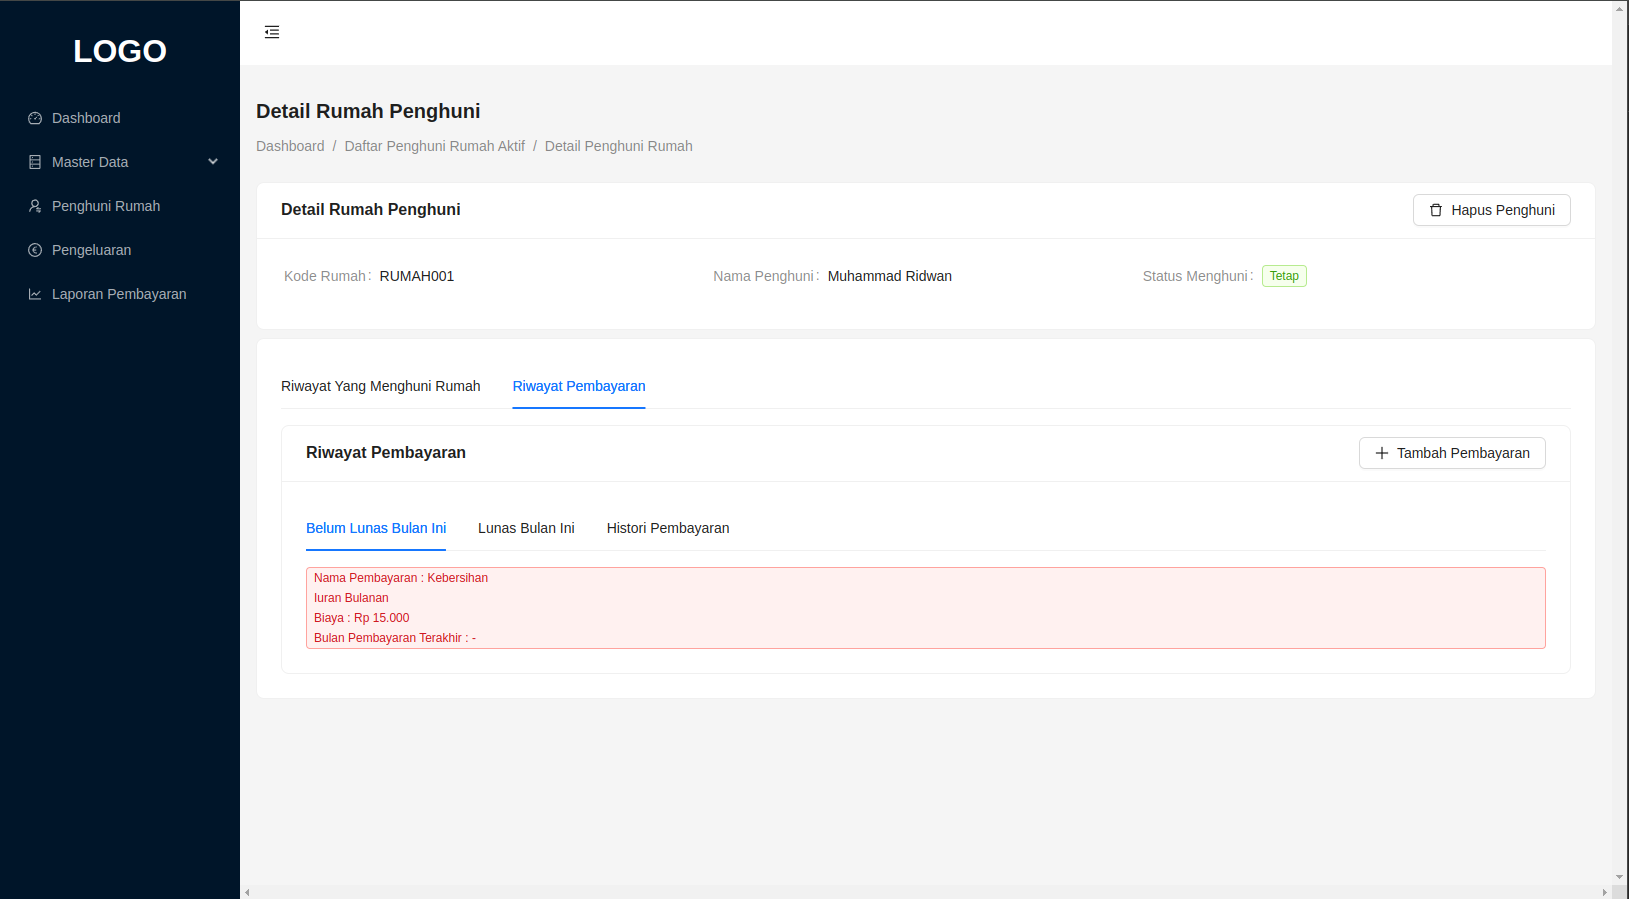 LOGO
Dashboard
Master Data
Penghuni Rumah
Pengeluaran
Laporan Pembayaran
Detail Rumah Penghuni
Dashboard / Daftar Penghuni Rumah Aktif / Detail Penghuni Rumah
Detail Rumah Penghuni
Hapus Penghuni
Kode Rumah : RUMAH001
Nama Penghuni : Muhammad Ridwan
Status Menghuni : Tetap
Riwayat Yang Menghuni Rumah
Riwayat Pembayaran
Riwayat Pembayaran
Tambah Pembayaran
Belum Lunas Bulan Ini
Lunas Bulan Ini
Histori Pembayaran
Nama Pembayaran : Kebersihan
Iuran Bulanan
Biaya : Rp 15.000
Bulan Pembayaran Terakhir : -